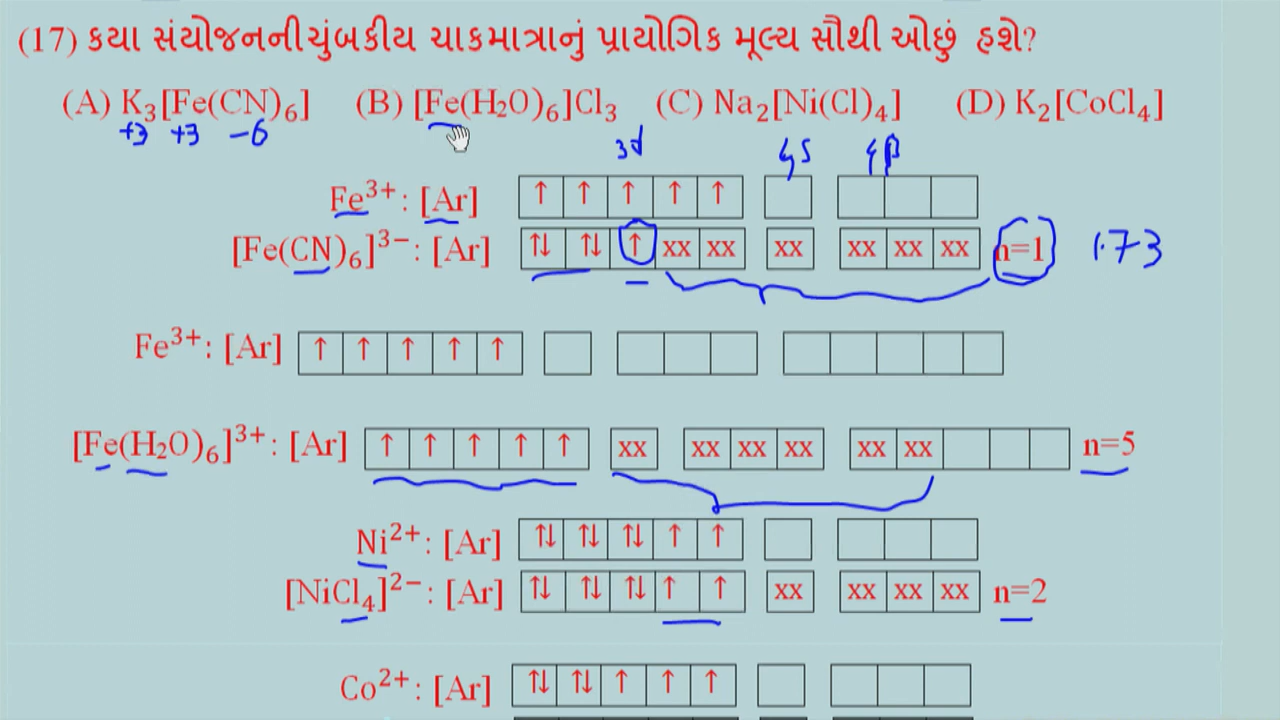 (17) કયા સંયોજનનીચુંબકીય ચાકમાત્રાનું પ્રાયોગિક મૂલ્ય સૌથી ઓછું હશે?
(A) K₃[Fe(CN)₆] (B) [Fe(H₂O)₆]Cl₃ (C) Na₂[Ni(Cl)₄] (D) K₂[CoCl₄]
+3 +3 −6
3d 4s 4p
Fe³⁺: [Ar] ↑ ↑ ↑ ↑ ↑
[Fe(CN)₆]³⁻: [Ar] ↑↓ ↑↓ ↑ xx xx xx xx xx xx n=1 1.73
Fe³⁺: [Ar] ↑ ↑ ↑ ↑ ↑
[Fe(H₂O)₆]³⁺: [Ar] ↑ ↑ ↑ ↑ ↑ xx xx xx xx xx xx n=5
Ni²⁺: [Ar] ↑↓ ↑↓ ↑↓ ↑ ↑
[NiCl₄]²⁻: [Ar] ↑↓ ↑↓ ↑↓ ↑ ↑ xx xx xx xx n=2
Co²⁺: [Ar] ↑↓ ↑↓ ↑ ↑ ↑